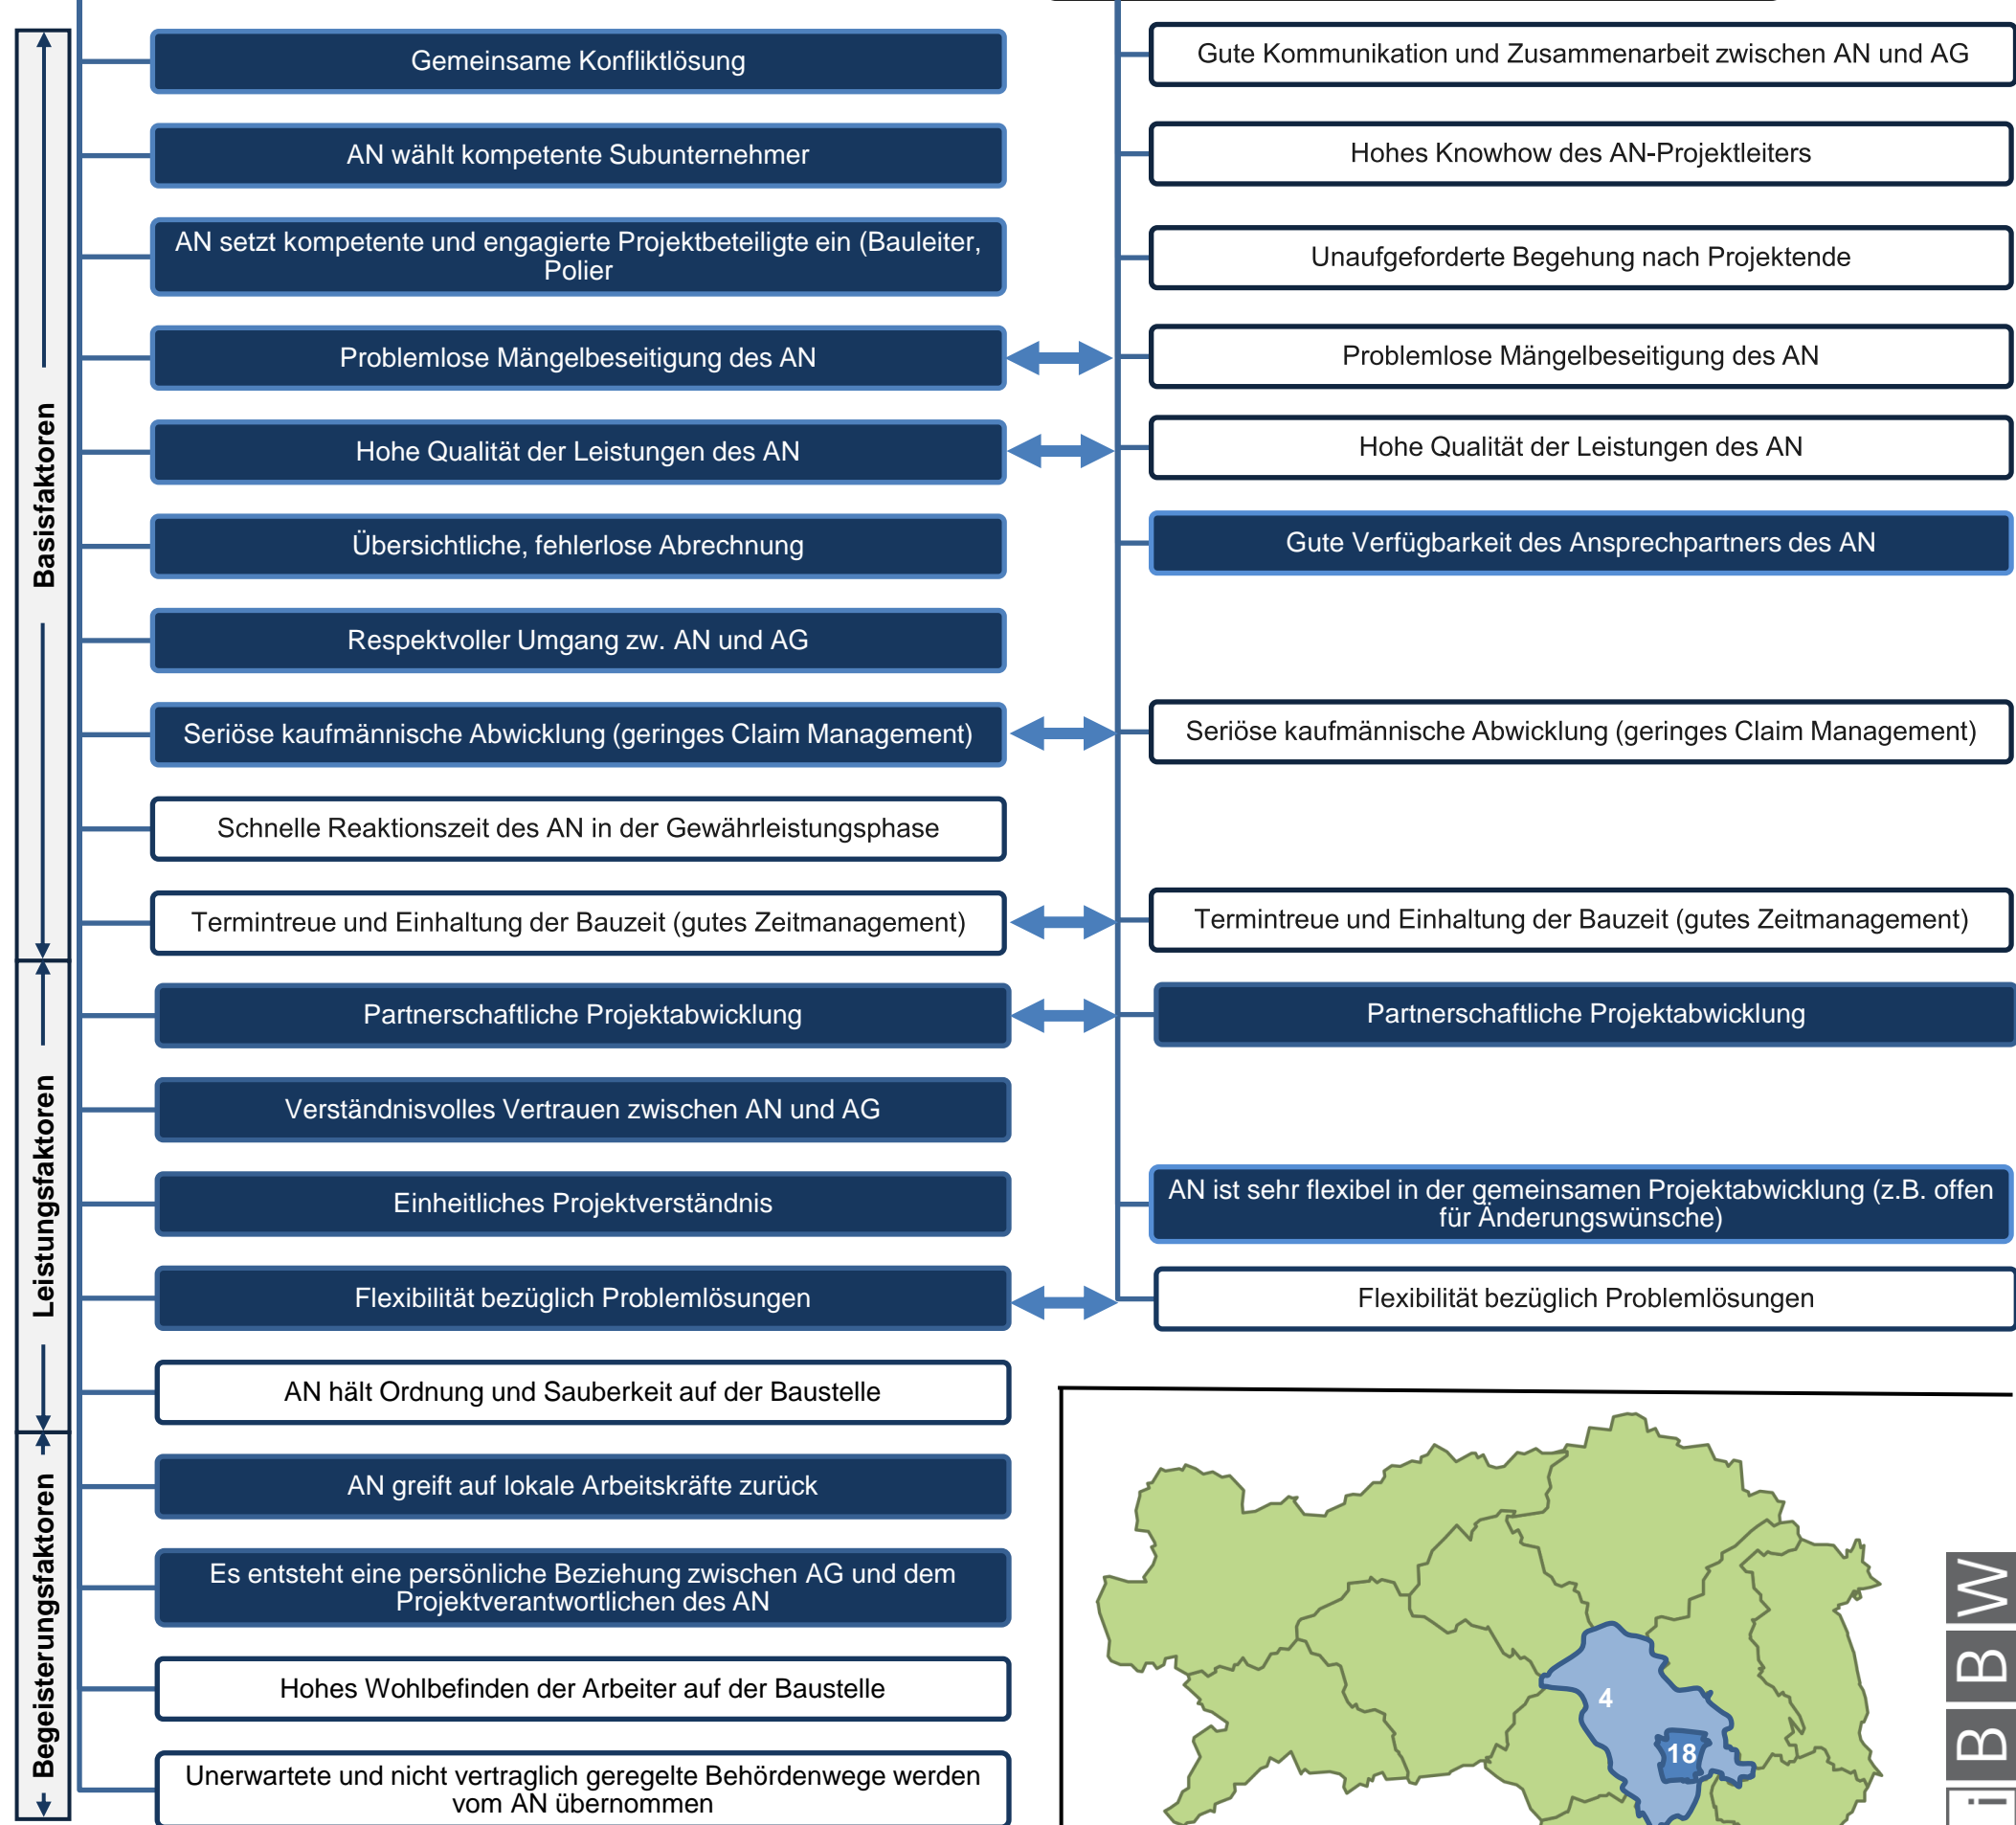 Basisfaktoren
Gemeinsame Konfliktlösung
AN wählt kompetente Subunternehmer
AN setzt kompetente und engagierte Projektbeteiligte ein (Bauleiter,
Polier
Problemlose Mängelbeseitigung des AN
Hohe Qualität der Leistungen des AN
Übersichtliche, fehlerlose Abrechnung
Respektvoller Umgang zw. AN und AG
Seriöse kaufmännische Abwicklung (geringes Claim Management)
Schnelle Reaktionszeit des AN in der Gewährleistungsphase
Termintreue und Einhaltung der Bauzeit (gutes Zeitmanagement)
Leistungsfaktoren
Partnerschaftliche Projektabwicklung
Verständnisvolles Vertrauen zwischen AN und AG
Einheitliches Projektverständnis
Flexibilität bezüglich Problemlösungen
AN hält Ordnung und Sauberkeit auf der Baustelle
Begeisterungsfaktoren
AN greift auf lokale Arbeitskräfte zurück
Es entsteht eine persönliche Beziehung zwischen AG und dem
Projektverantwortlichen des AN
Hohes Wohlbefinden der Arbeiter auf der Baustelle
Unerwartete und nicht vertraglich geregelte Behördenwege werden
vom AN übernommen
Gute Kommunikation und Zusammenarbeit zwischen AN und AG
Hohes Knowhow des AN-Projektleiters
Unaufgeforderte Begehung nach Projektende
Problemlose Mängelbeseitigung des AN
Hohe Qualität der Leistungen des AN
Gute Verfügbarkeit des Ansprechpartners des AN
Seriöse kaufmännische Abwicklung (geringes Claim Management)
Termintreue und Einhaltung der Bauzeit (gutes Zeitmanagement)
Partnerschaftliche Projektabwicklung
AN ist sehr flexibel in der gemeinsamen Projektabwicklung (z.B. offen
für Änderungswünsche)
Flexibilität bezüglich Problemlösungen
4
18
i B B W